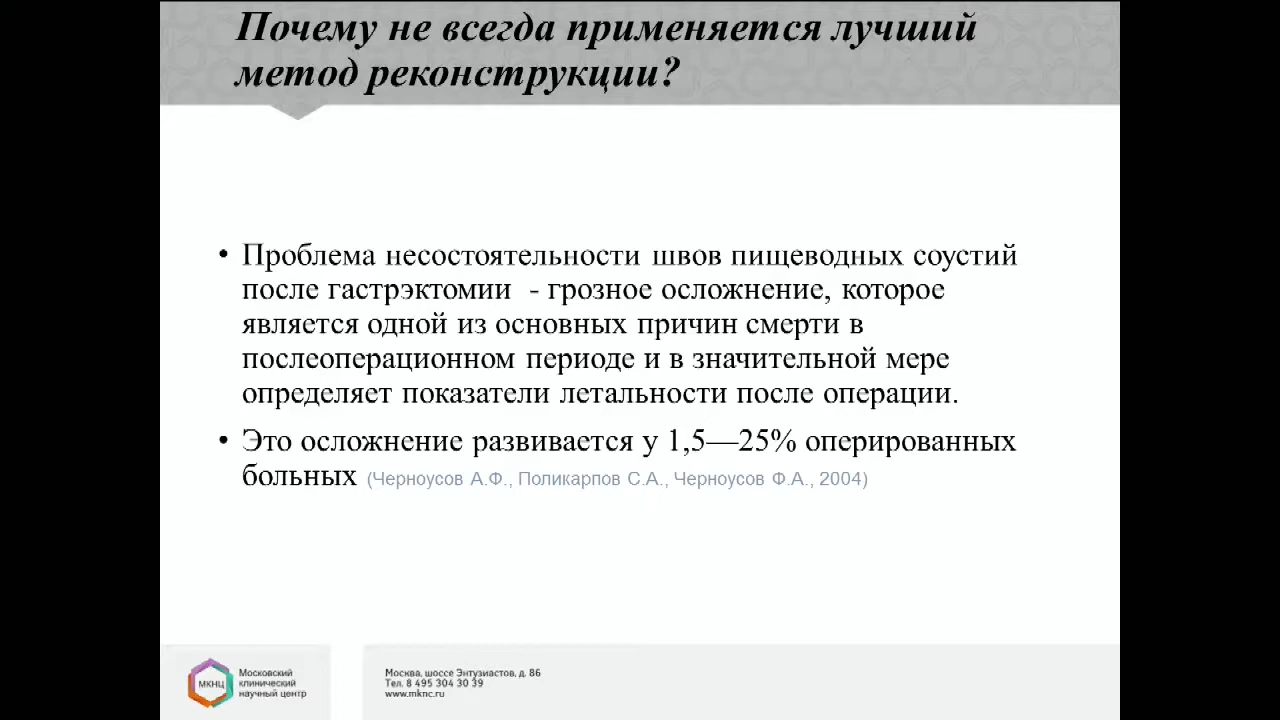 Почему не всегда применяется лучший
метод реконструкции?
• Проблема несостоятельности швов пищеводных соустий
после гастрэктомии - грозное осложнение, которое
является одной из основных причин смерти в
послеоперационном периоде и в значительной мере
определяет показатели летальности после операции.
• Это осложнение развивается у 1,5—25% оперированных
больных (Черноусов А.Ф., Поликарпов С.А., Черноусов Ф.А., 2004)
МКНЦ
Московский
клинический
научный центр
Москва, шоссе Энтузиастов, д. 86
Тел. 8 495 304 30 39
www.mknc.ru